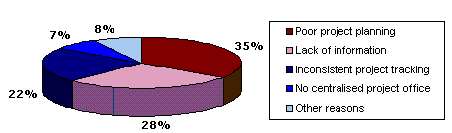 8%
7%
35%
22%
28%
Poor project planning
Lack of information
Inconsistent project tracking
No centralised project office
Other reasons